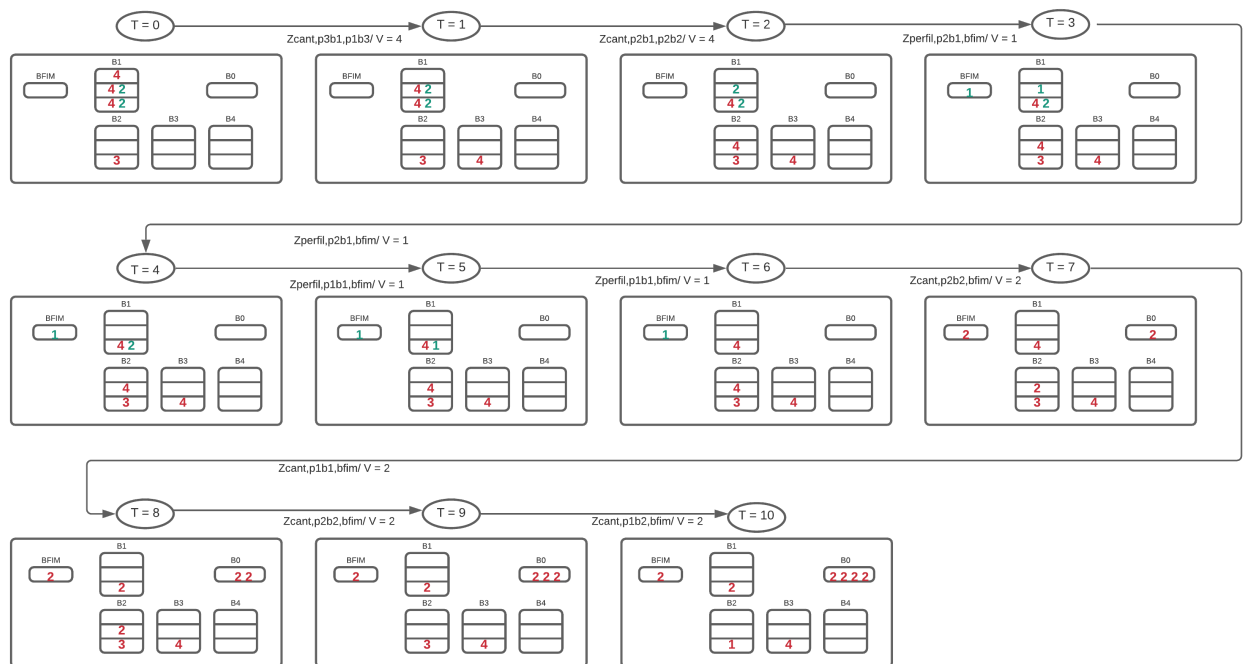 T = 0
T = 1
T = 2
T = 3
Zcant,p3b1,p1b3/ V = 4
Zcant,p2b1,p2b2/ V = 4
Zperfil,p2b1,bfim/ V = 1
B1
B1
B1
B1
BFIM
4
B0
BFIM
B0
BFIM
B0
BFIM
B0
4 2
4 2
2
1
1
4 2
4 2
4 2
4 2
B2
B3
B4
B2
B3
B4
B2
B3
B4
B2
B3
B4
4
4
3
3
4
3
4
3
4
Zperfil,p2b1,bfim/ V = 1
T = 4
T = 5
T = 6
T = 7
Zperfil,p1b1,bfim/ V = 1
Zperfil,p1b1,bfim/ V = 1
Zcant,p2b2,bfim/ V = 2
B1
B1
B1
B1
BFIM
B0
BFIM
B0
BFIM
B0
BFIM
B0
1
1
1
2
2
4 2
4 1
4
4
B2
B3
B4
B2
B3
B4
B2
B3
B4
B2
B3
B4
4
4
4
2
3
4
3
4
3
4
3
4
Zcant,p1b1,bfim/ V = 2
T = 8
T = 9
T = 10
Zcant,p2b2,bfim/ V = 2
Zcant,p1b2,bfim/ V = 2
B1
B1
B1
BFIM
B0
BFIM
B0
BFIM
B0
2
2 2
2
2 2 2
2
2 2 2 2
2
2
2
B2
B3
B4
B2
B3
B4
B2
B3
B4
2
3
4
3
4
1
4